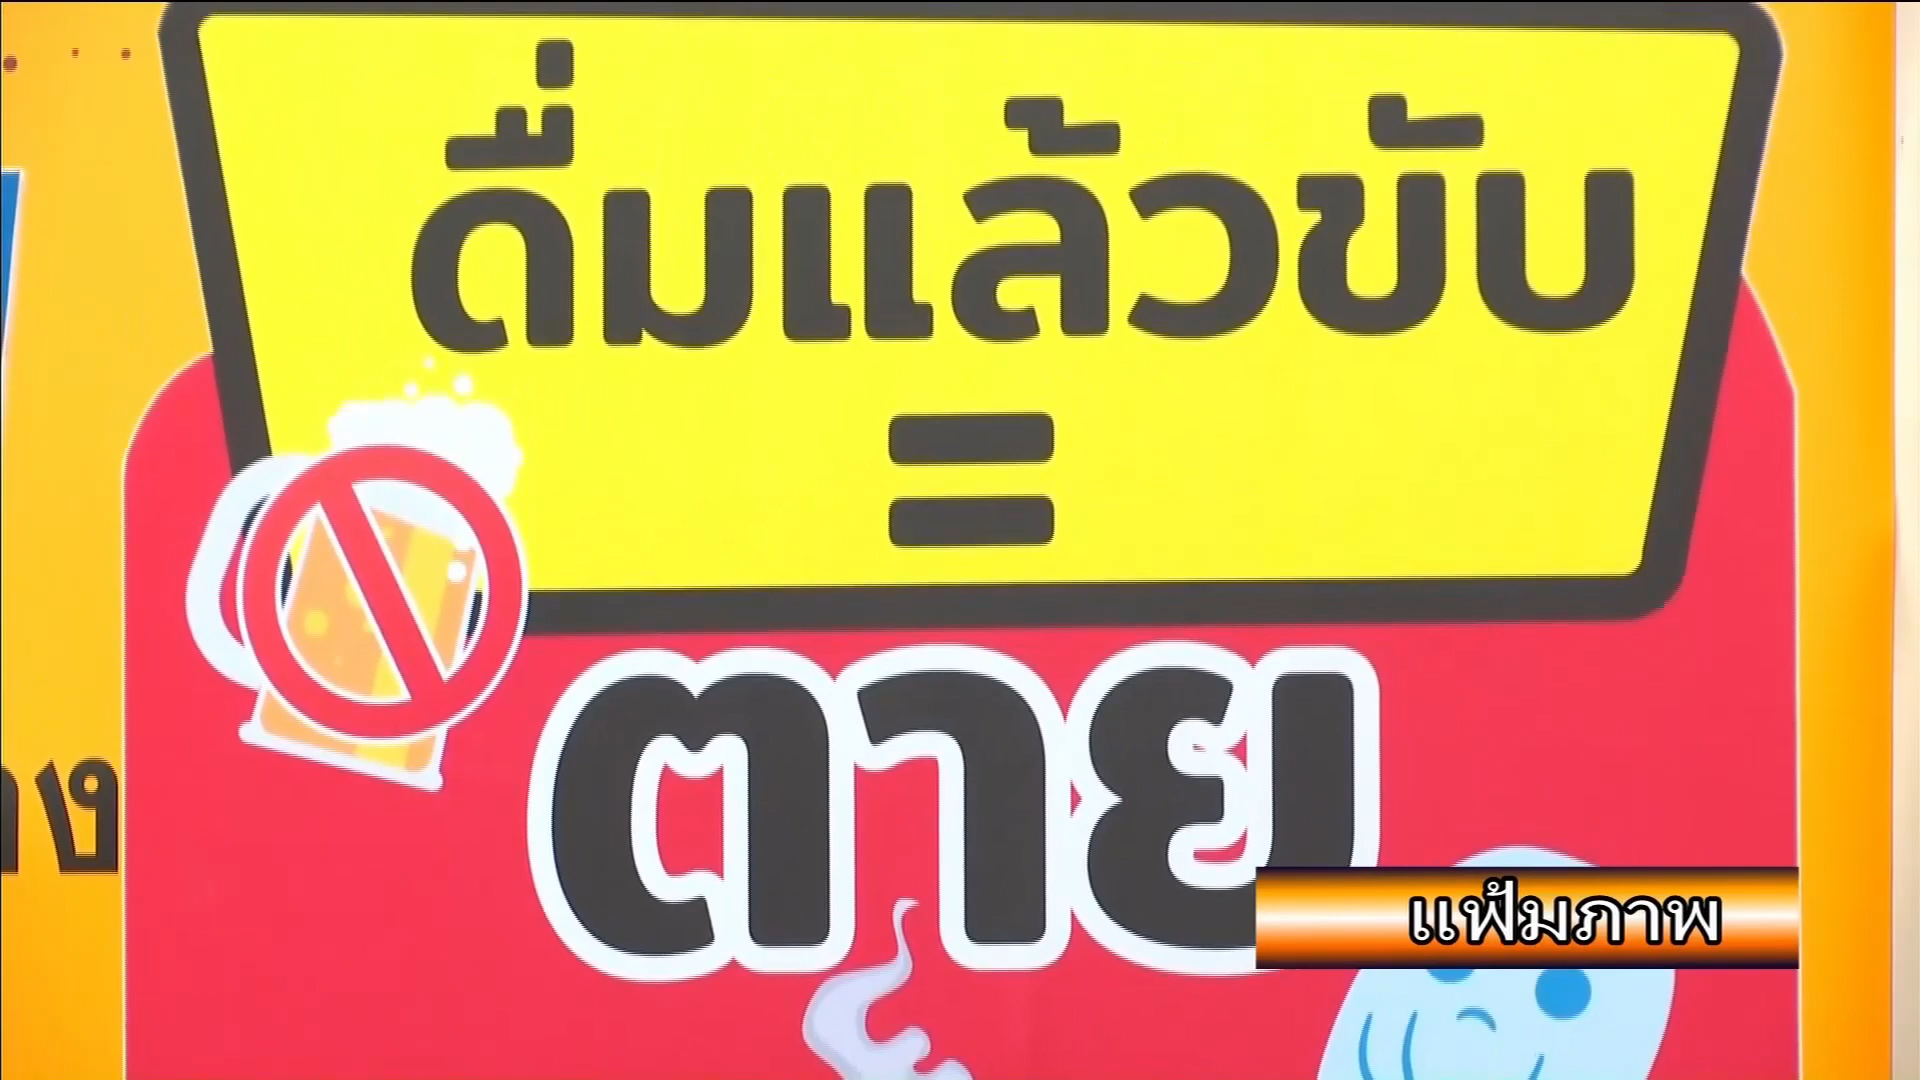 ดื่มแล้วขับ
=
ตาย
แฟ้มภาพ